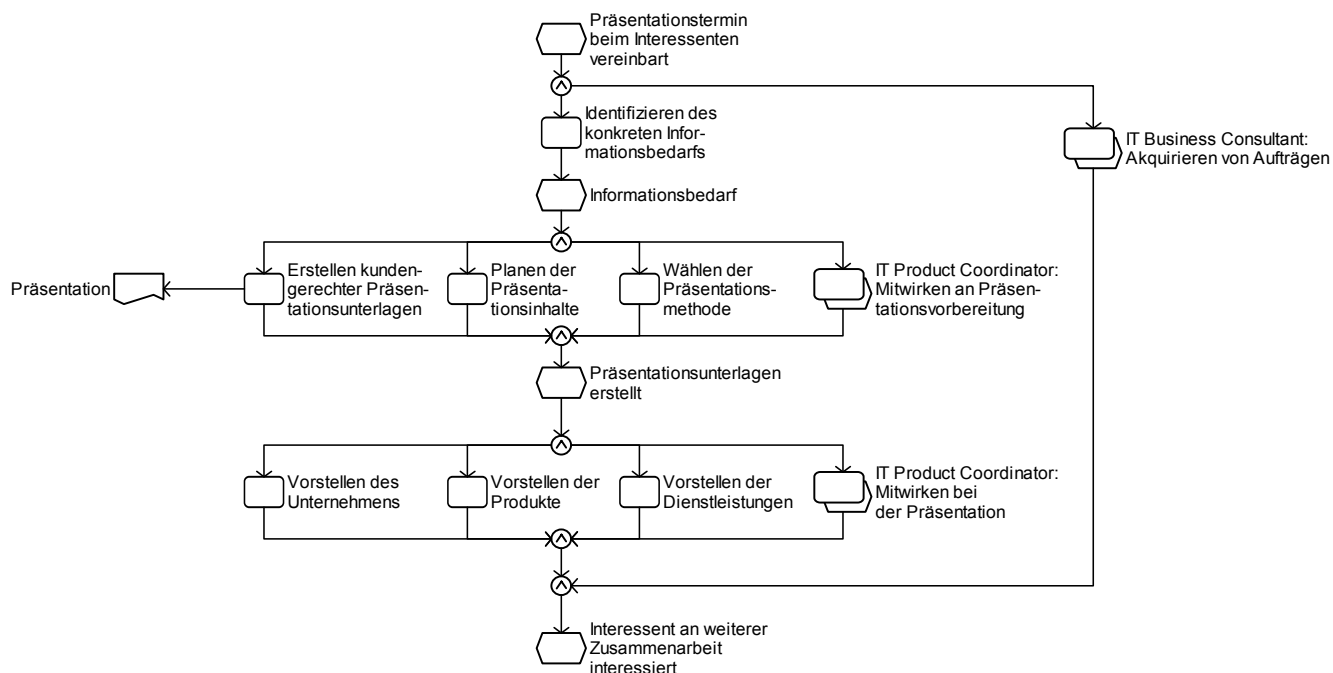 Präsentationstermin
beim Interessenten
vereinbart
Identifizieren des
konkreten Infor-
mationsbedarfs
IT Business Consultant:
Akquirieren von Aufträgen
Informationsbedarf
Präsentation
Erstellen kunden-
gerechter Präsen-
tationsunterlagen
Planen der
Präsenta-
tionsinhalte
Wählen der
Präsentations-
methode
IT Product Coordinator:
Mitwirken an Präsen-
tationsvorbereitung
Präsentationsunterlagen
erstellt
Vorstellen des
Unternehmens
Vorstellen der
Produkte
Vorstellen der
Dienstleistungen
IT Product Coordinator:
Mitwirken bei
der Präsentation
Interessent an weiterer
Zusammenarbeit
interessiert